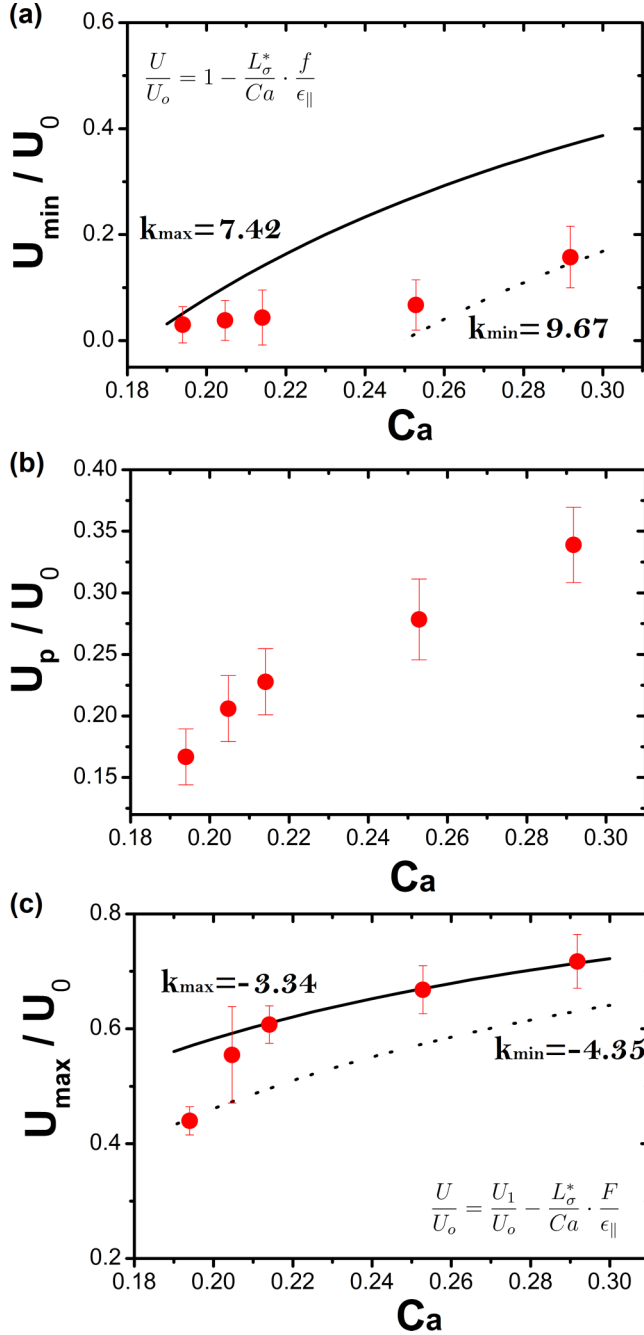 (a)
0.6
U/U_o = 1 − L*_σ/Ca · f/ϵ_∥
0.4
U_min / U_0
k_max=7.42
0.2
k_min=9.67
0.0
0.18 0.20 0.22 0.24 0.26 0.28 0.30
Ca
(b)
0.40
0.35
0.30
U_p / U_0
0.25
0.20
0.15
0.18 0.20 0.22 0.24 0.26 0.28 0.30
Ca
(c)
0.8
k_max=-3.34
U_max / U_0
0.6
k_min=-4.35
0.4
U/U_o = U_1/U_o − L*_σ/Ca · F/ϵ_∥
0.2
0.18 0.20 0.22 0.24 0.26 0.28 0.30
Ca